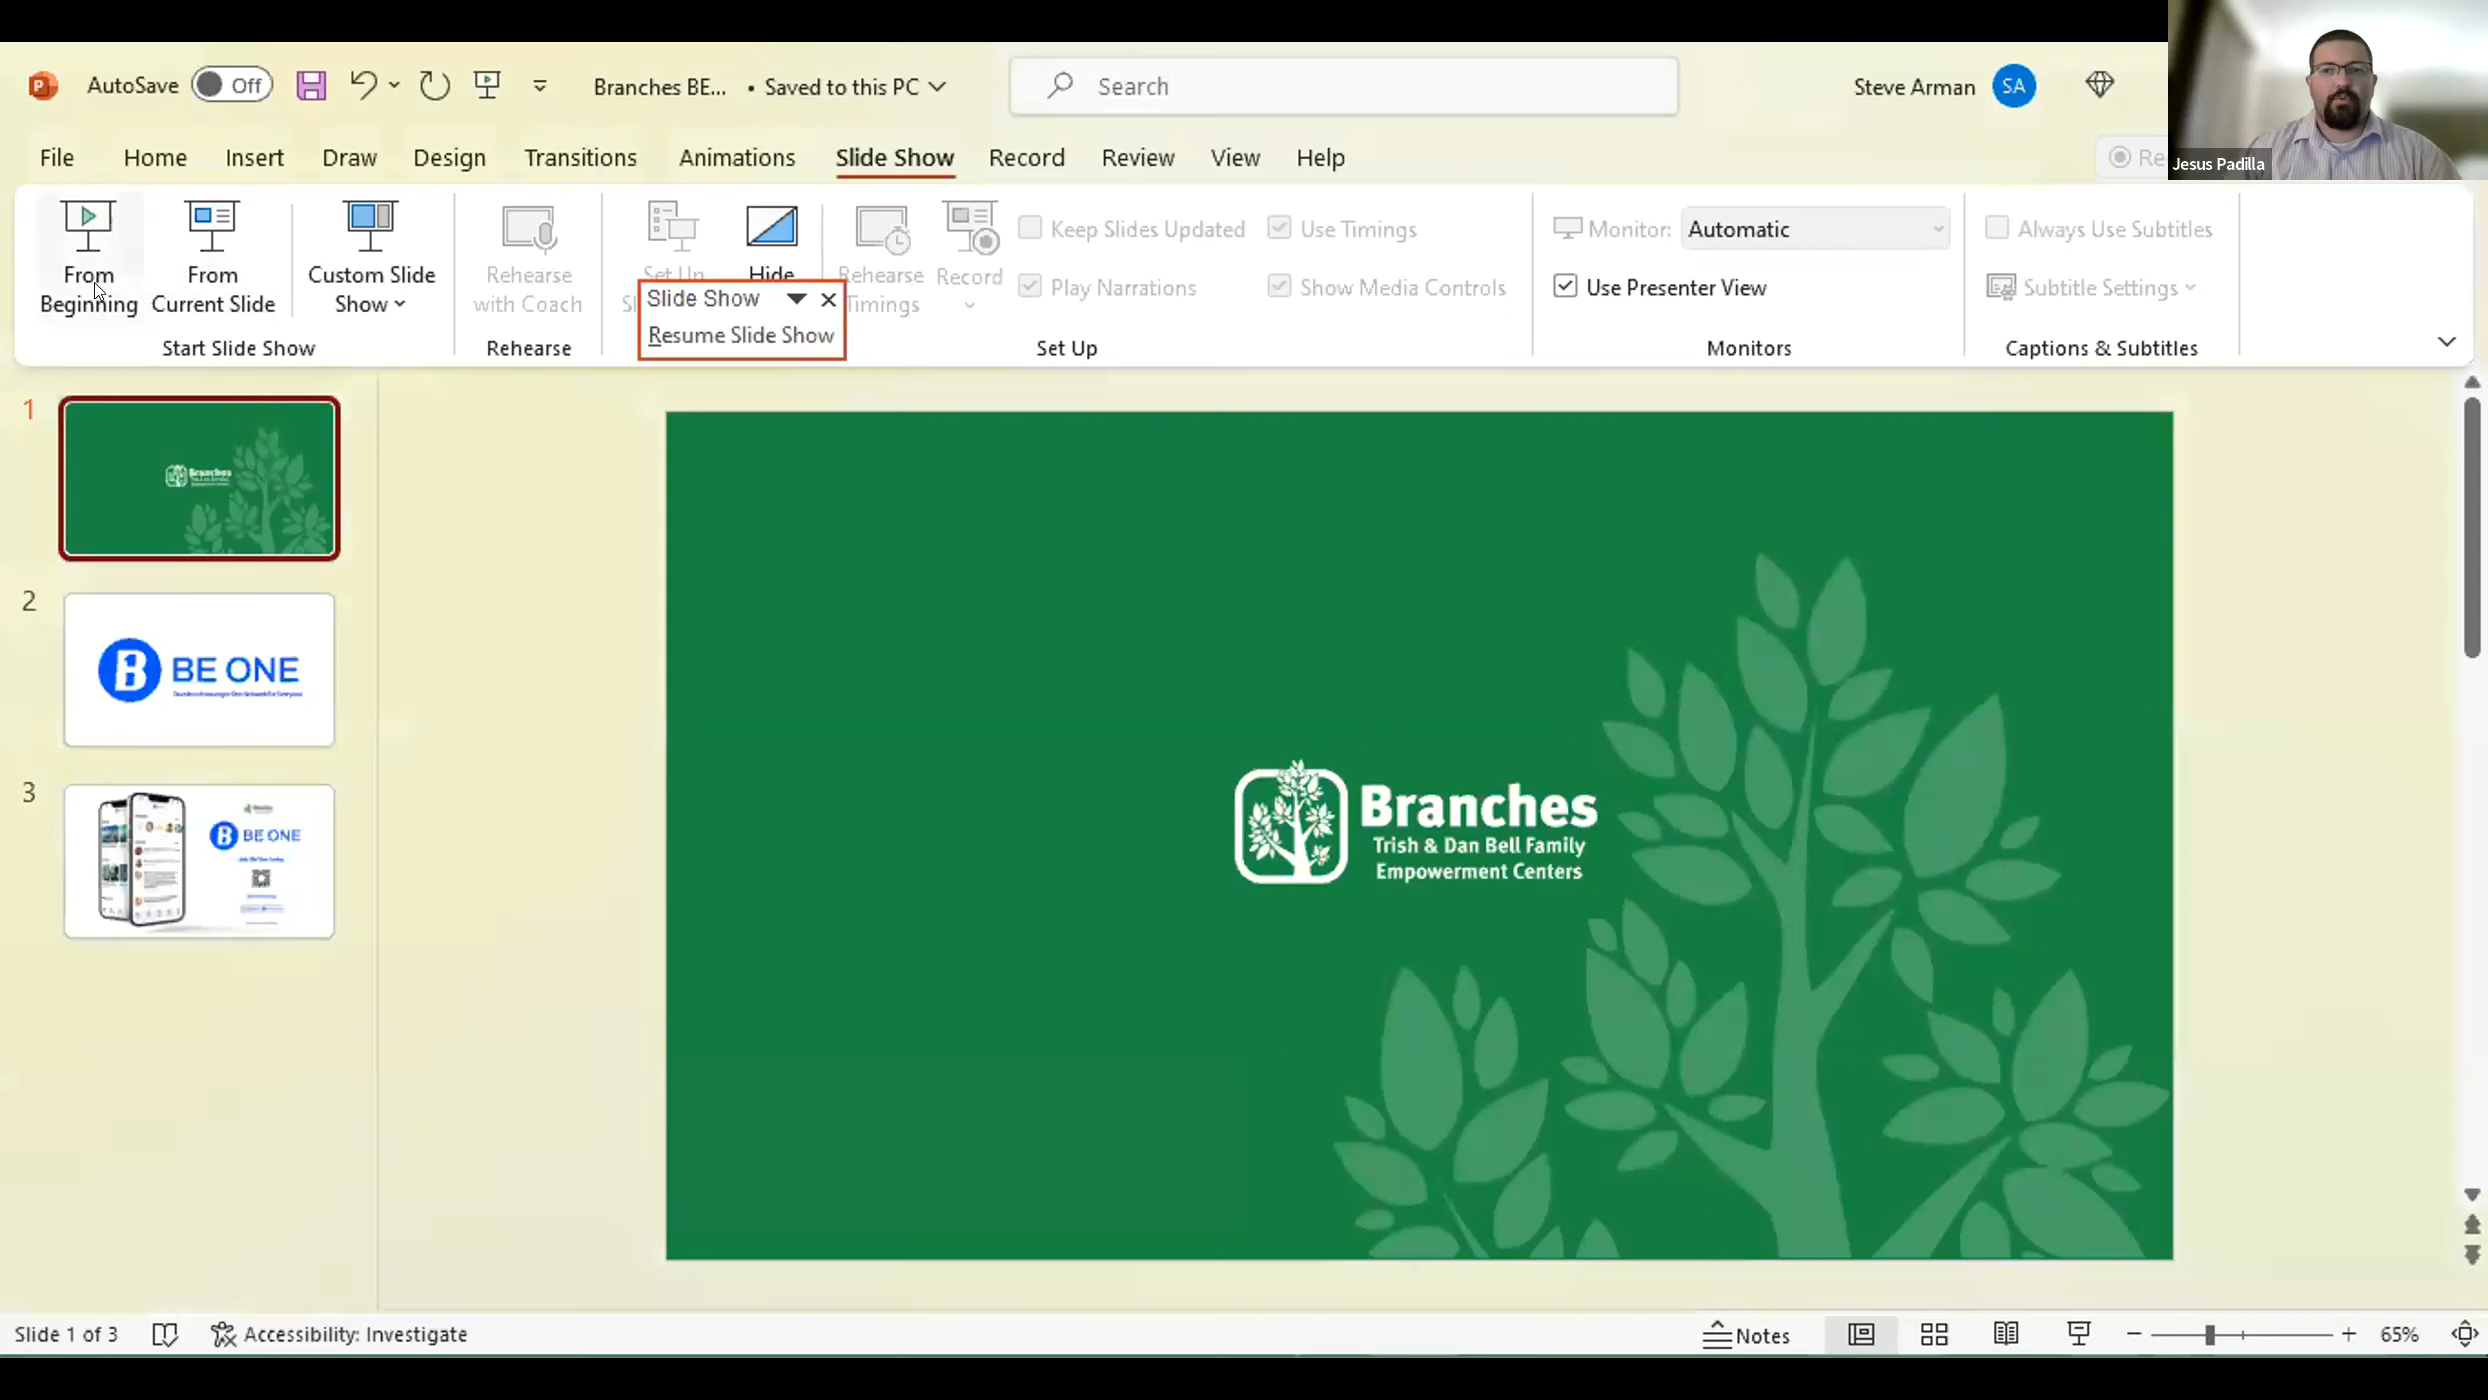 AutoSave Off Branches BE... • Saved to this PC Search Steve Arman SA
Jesus Padilla
File Home Insert Draw Design Transitions Animations Slide Show Record Review View Help Re
From Beginning
From Current Slide
Custom Slide Show
Start Slide Show
Rehearse with Coach
Rehearse
Set Up
Hide
Slide Show
Resume Slide Show
Rehearse Timings
Record
Keep Slides Updated
Play Narrations
Use Timings
Show Media Controls
Set Up
Monitor: Automatic
Use Presenter View
Monitors
Always Use Subtitles
Subtitle Settings
Captions & Subtitles
1
Branches
2
B BE ONE
3
B BE ONE
Branches
Trish & Dan Bell Family
Empowerment Centers
Slide 1 of 3 Accessibility: Investigate Notes 65%